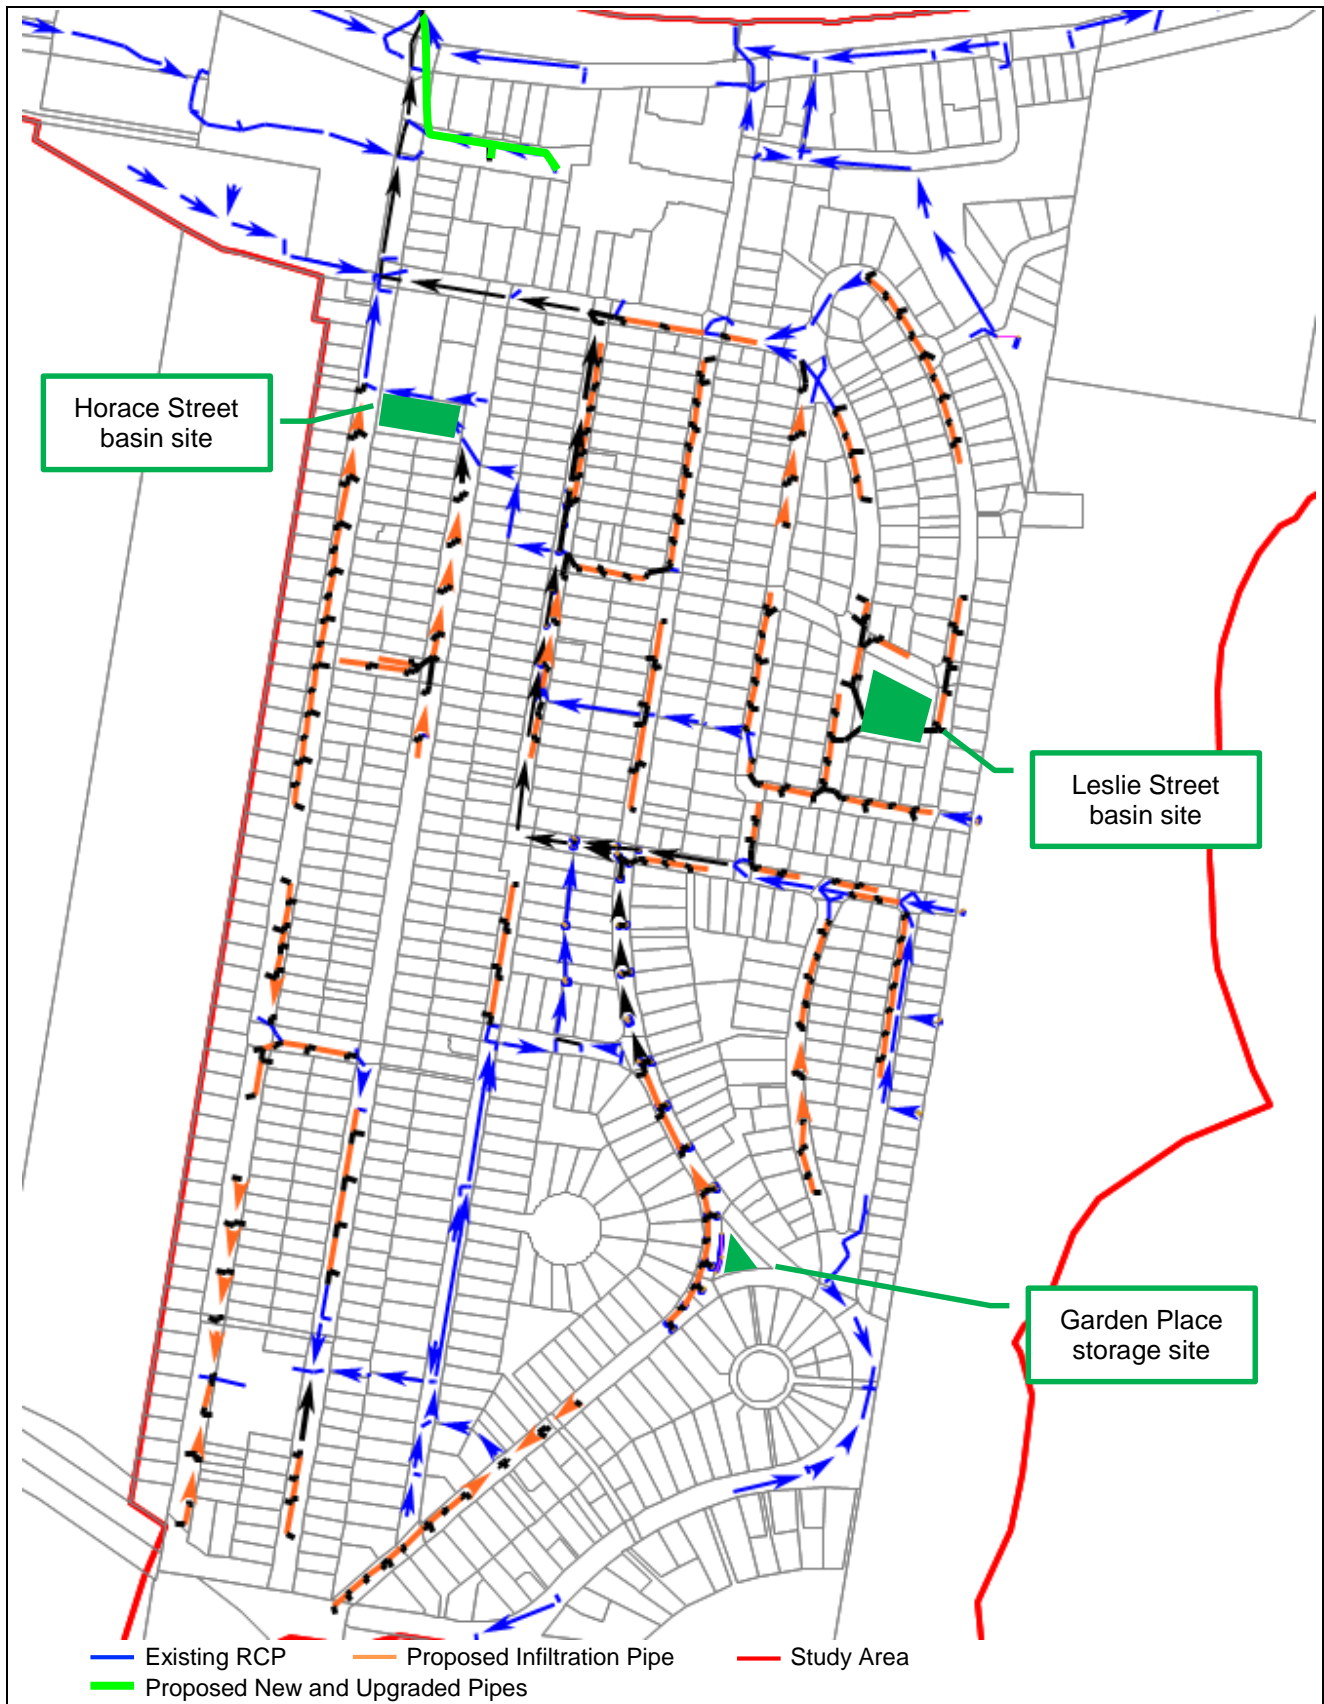 Horace Street
basin site
Leslie Street
basin site
Garden Place
storage site
Existing RCP
Proposed Infiltration Pipe
Study Area
Proposed New and Upgraded Pipes